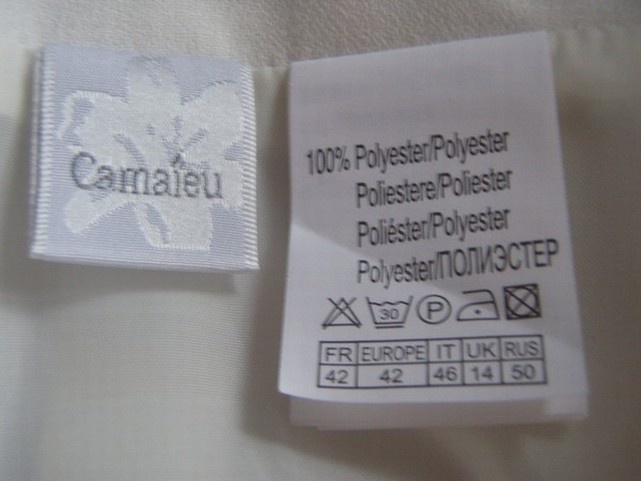 Camaïeu
100% Polyester/Polyester
Poliestere/Poliester
Poliéster/Polyester
Polyester/ПОЛИЭСТЕР
30 P
FR EUROPE IT UK RUS
42 42 46 14 50